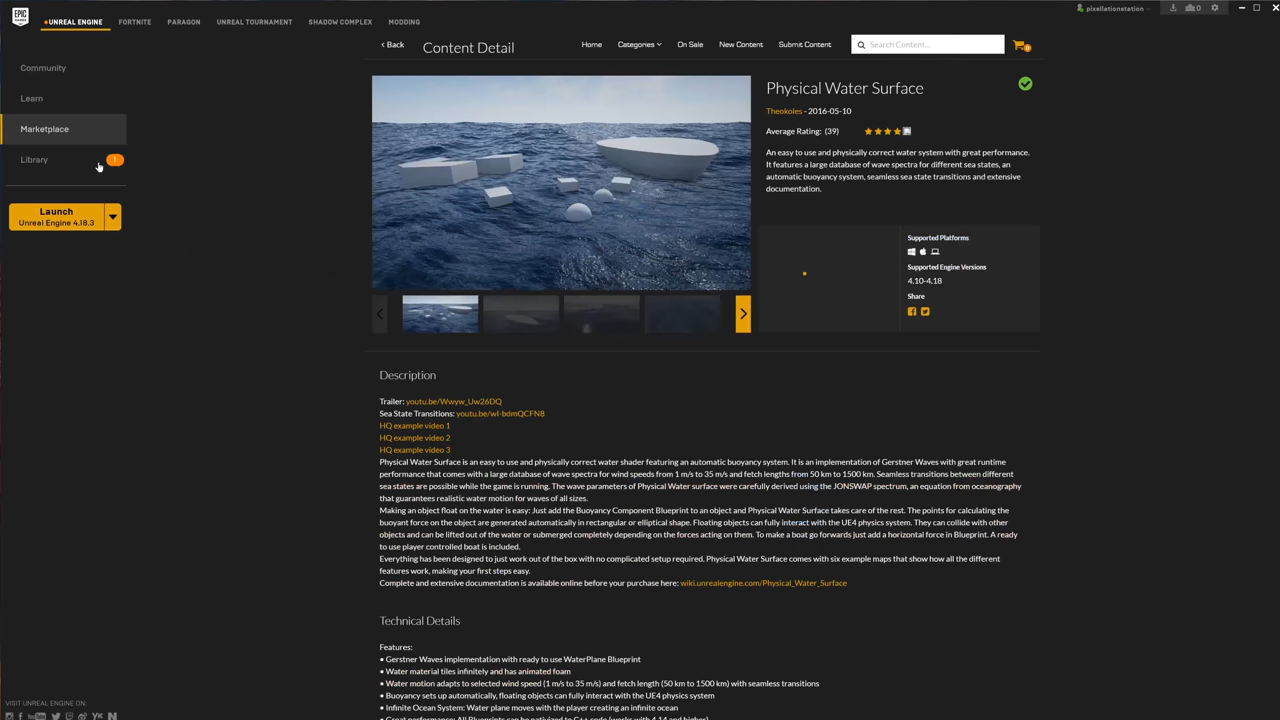 EPIC GAMES
UNREAL ENGINE
FORTNITE
PARAGON
UNREAL TOURNAMENT
SHADOW COMPLEX
MODDING
pixellationstation
0
Community
Learn
Marketplace
Library
1
Launch
Unreal Engine 4.18.3
Back
Content Detail
Home
Categories
On Sale
New Content
Submit Content
Search Content...
0
Physical Water Surface
Theokoles - 2016-05-10
Average Rating: (39)
An easy to use and physically correct water system with great performance.
It features a large database of wave spectra for different sea states, an
automatic buoyancy system, seamless sea state transitions and extensive
documentation.
Supported Platforms
Supported Engine Versions
4.10-4.18
Share
Description
Trailer: youtu.be/Wwyw_Uw26DQ
Sea State Transitions: youtu.be/wI-bdmQCFN8
HQ example video 1
HQ example video 2
HQ example video 3
Physical Water Surface is an easy to use and physically correct water shader featuring an automatic buoyancy system. It is an implementation of Gerstner Waves with great runtime
performance that comes with a large database of wave spectra for wind speeds from 1 m/s to 35 m/s and fetch lengths from 50 km to 1500 km. Seamless transitions between different
sea states are possible while the game is running. The wave parameters of Physical Water surface were carefully derived using the JONSWAP spectrum, an equation from oceanography
that guarantees realistic water motion for waves of all sizes.
Making an object float on the water is easy: Just add the Buoyancy Component Blueprint to an object and Physical Water Surface takes care of the rest. The points for calculating the
buoyant force on the object are generated automatically in rectangular or elliptical shape. Floating objects can fully interact with the UE4 physics system. They can collide with other
objects and can be lifted out of the water or submerged completely depending on the forces acting on them. To make a boat go forwards just add a horizontal force in Blueprint. A ready
to use player controlled boat is included.
Everything has been designed to just work out of the box with no complicated setup required. Physical Water Surface comes with six example maps that show how all the different
features work, making your first steps easy.
Complete and extensive documentation is available online before your purchase here: wiki.unrealengine.com/Physical_Water_Surface
Technical Details
Features:
• Gerstner Waves implementation with ready to use WaterPlane Blueprint
• Water material tiles infinitely and has animated foam
• Water motion adapts to selected wind speed (1 m/s to 35 m/s) and fetch length (50 km to 1500 km) with seamless transitions
• Buoyancy sets up automatically, floating objects can fully interact with the UE4 physics system
• Infinite Ocean System: Water plane moves with the player creating an infinite ocean
• Great performance: All Blueprints can be nativized to C++ code (works with 4.14 and higher)
VISIT UNREAL ENGINE ON: